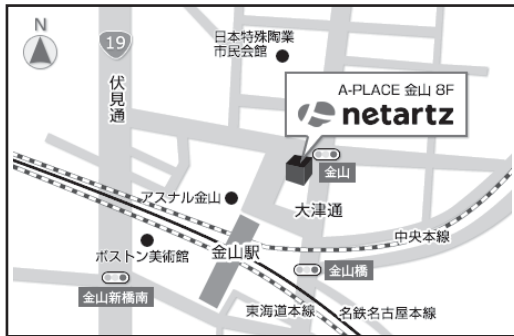 N
19
日本特殊陶業
市民会館
A-PLACE 金山 8F
netartz
伏見通
金山
アスナル金山
大津通
中央本線
ボストン美術館
金山駅
金山橋
金山新橋南
東海道本線
名鉄名古屋本線